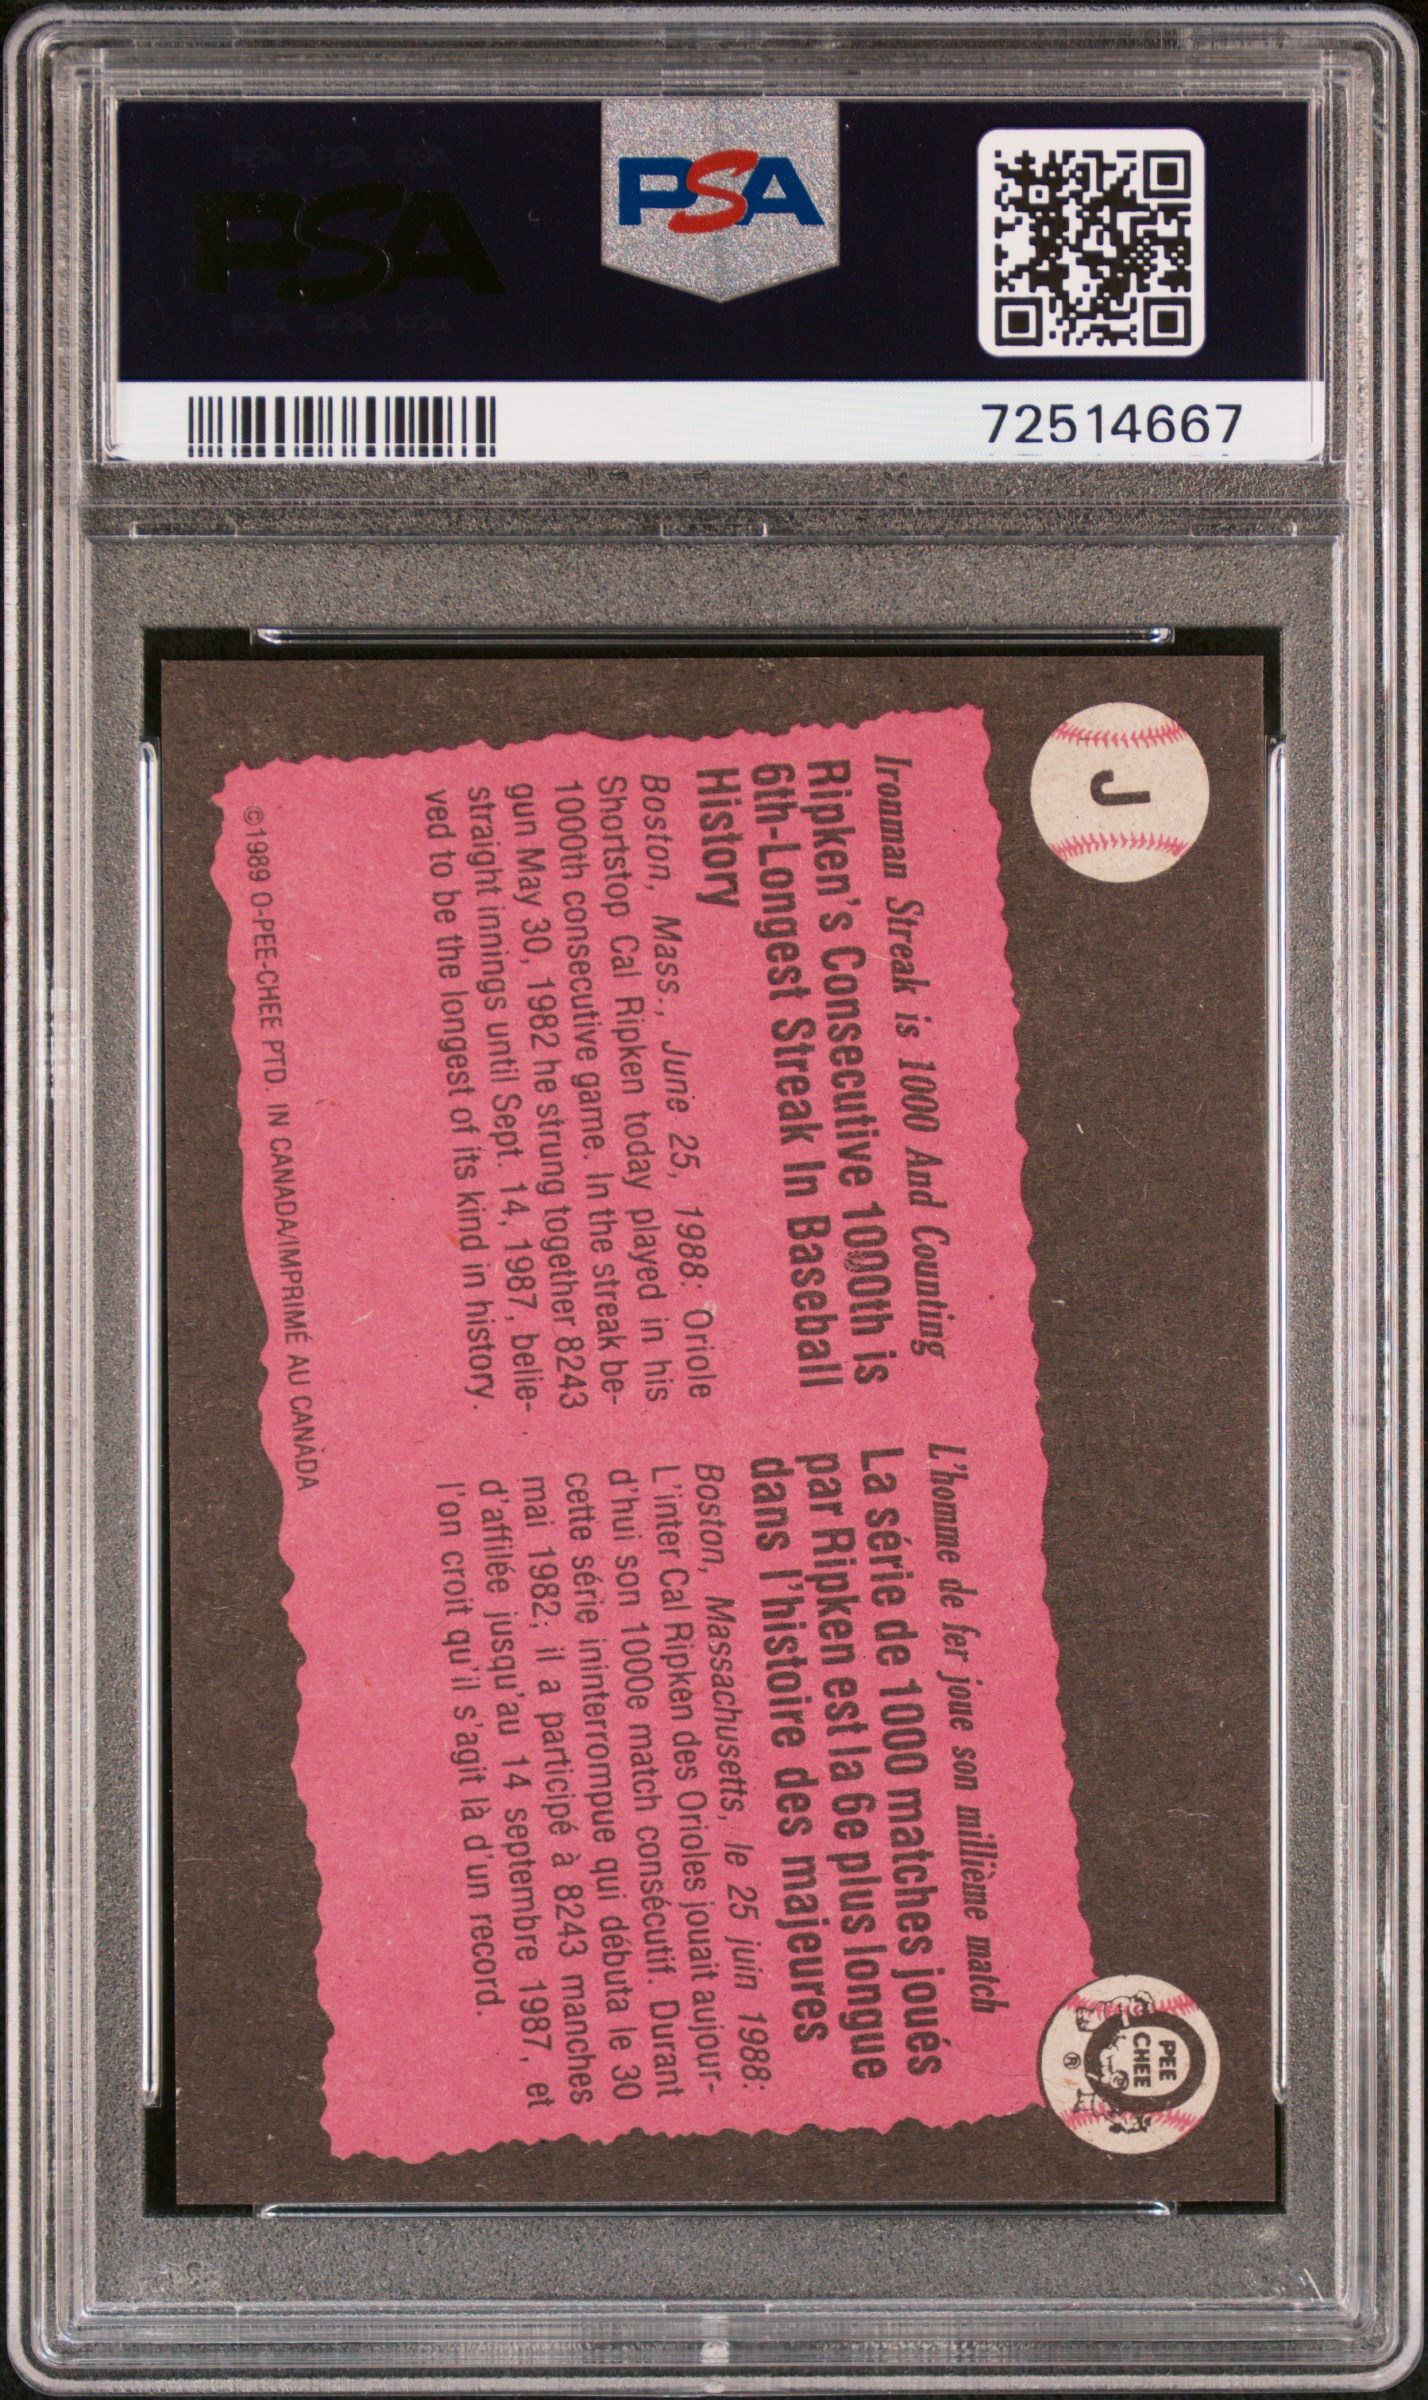 PSA PSA PSA
PSA
PSA PSA PSA
PSA
72514667
J
Ironman Streak is 1000 And Counting
Ripken's Consecutive 1000th is
6th-Longest Streak In Baseball
History
Boston, Mass., June 25, 1988: Oriole
Shortstop Cal Ripken today played in his
1000th consecutive game. In the streak be-
gun May 30, 1982 he strung together 8243
straight innings until Sept. 14, 1987, belie-
ved to be the longest of its kind in history.
L'homme de fer joue son millième match
La série de 1000 matches joués
par Ripken est la 6e plus longue
dans l'histoire des majeures
Boston, Massachusetts, le 25 juin 1988:
L'inter Cal Ripken des Orioles jouait aujour-
d'hui son 1000e match consécutif. Durant
cette série ininterrompue qui débuta le 30
mai 1982; il a participé à 8243 manches
d'affilée jusqu'au 14 septembre 1987, et
l'on croit qu'il s'agit là d'un record.
©1989 O-PEE-CHEE PTD. IN CANADA/IMPRIMÉ AU CANADA
O
PEE
CHEE
®